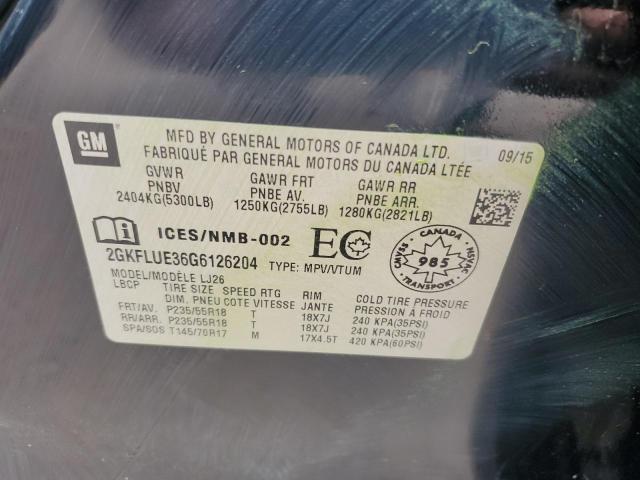 GM
MFD BY GENERAL MOTORS OF CANADA LTD. 09/15
FABRIQUÉ PAR GENERAL MOTORS DU CANADA LTÉE
GVWR GAWR FRT GAWR RR
PNBV PNBE AV. PNBE ARR.
2404KG(5300LB) 1250KG(2755LB) 1280KG(2821LB)
ICES/NMB-002 EC
2GKFLUE36G6126204 TYPE: MPV/VTUM
CANADA
CMVSS 985 NSVAC
TRANSPORT
MODEL/MODÈLE LJ26
LBCP TIRE SIZE SPEED RTG RIM COLD TIRE PRESSURE
DIM. PNEU COTE VITESSE JANTE PRESSION À FROID
FRT/AV. P235/55R18 T 18X7J 240 KPA(35PSI)
RR/ARR. P235/55R18 T 18X7J 240 KPA(35PSI)
SPA/SOS T145/70R17 M 17X4.5T 420 KPA(60PSI)